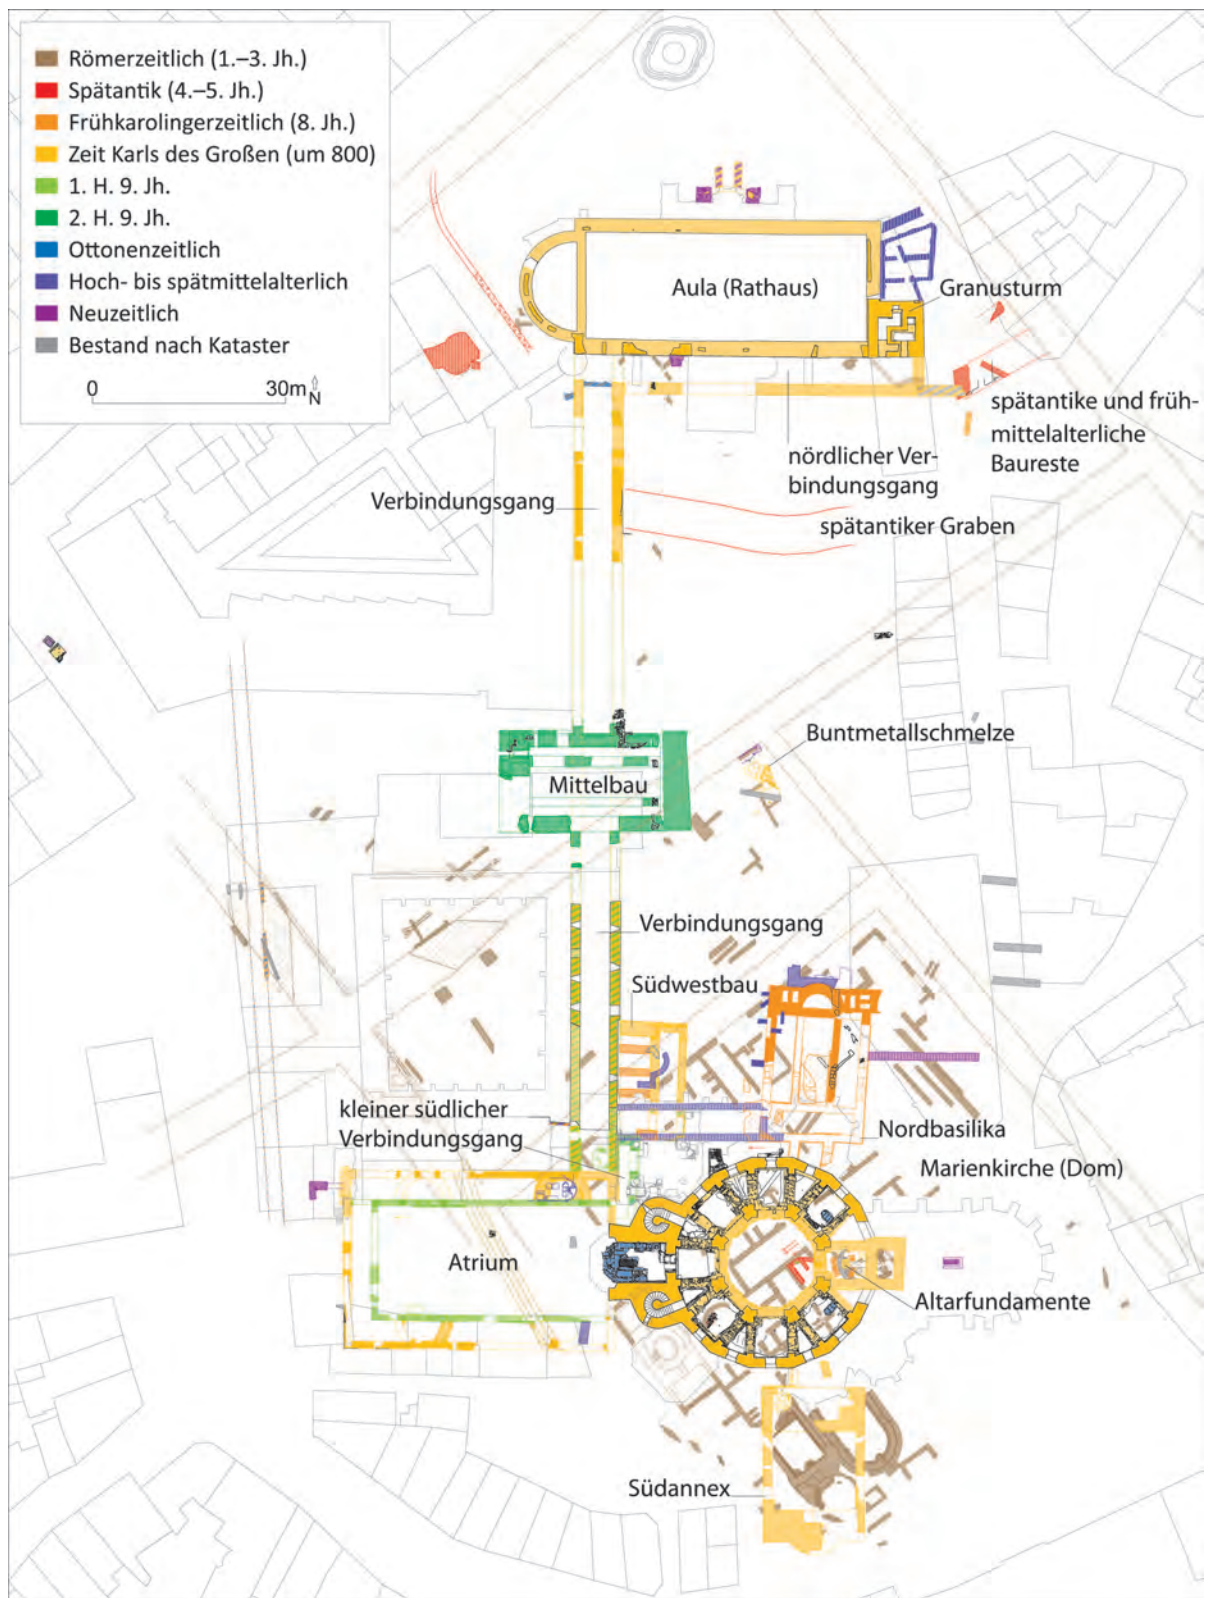 Römerzeitlich (1.–3. Jh.)
Spätantik (4.–5. Jh.)
Frühkarolingerzeitlich (8. Jh.)
Zeit Karls des Großen (um 800)
1. H. 9. Jh.
2. H. 9. Jh.
Ottonenzeitlich
Hoch- bis spätmittelalterlich
Neuzeitlich
Bestand nach Kataster
0 30m N
Aula (Rathaus)
Granusturm
spätantike und früh-
mittelalterliche
Baureste
nördlicher Ver-
bindungsgang
Verbindungsgang
spätantiker Graben
Buntmetallschmelze
Mittelbau
Verbindungsgang
Südwestbau
kleiner südlicher
Verbindungsgang
Nordbasilika
Marienkirche (Dom)
Atrium
Altarfundamente
Südannex